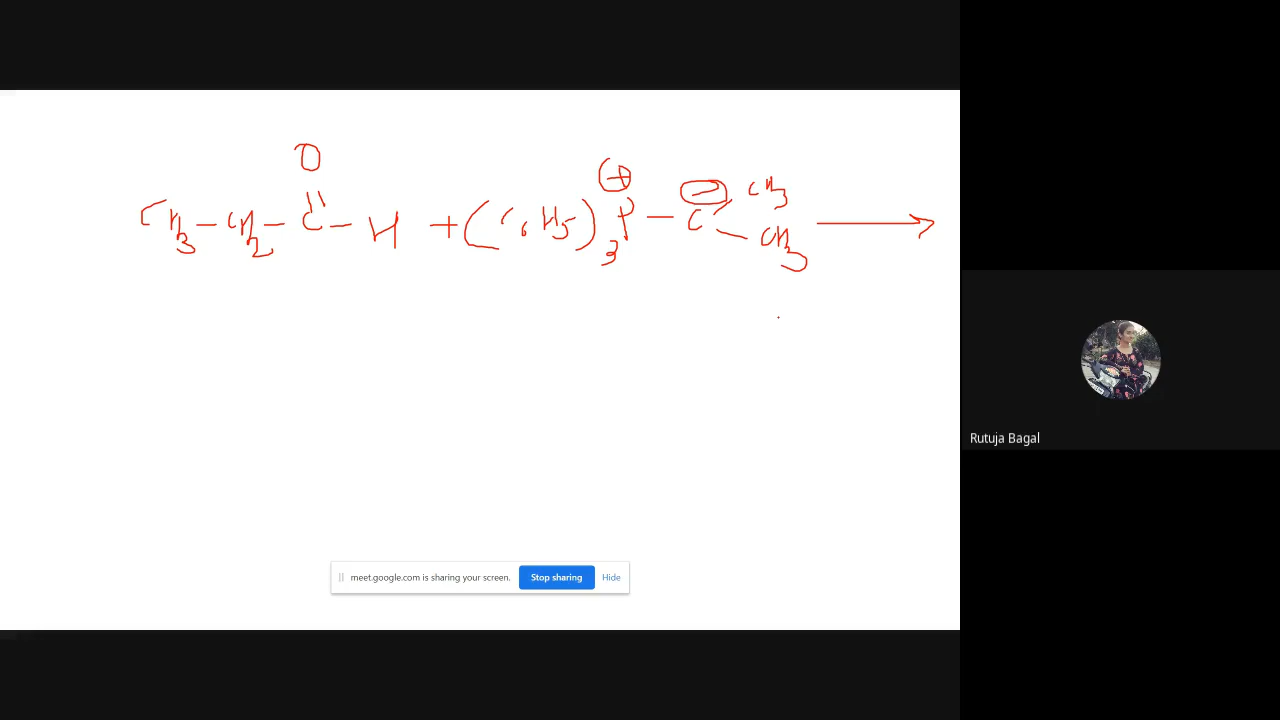 O
CH3-CH2-C-H + (C6H5)3P⊕-C⊖ CH3
CH3
meet.google.com is sharing your screen. Stop sharing Hide
Rutuja Bagal